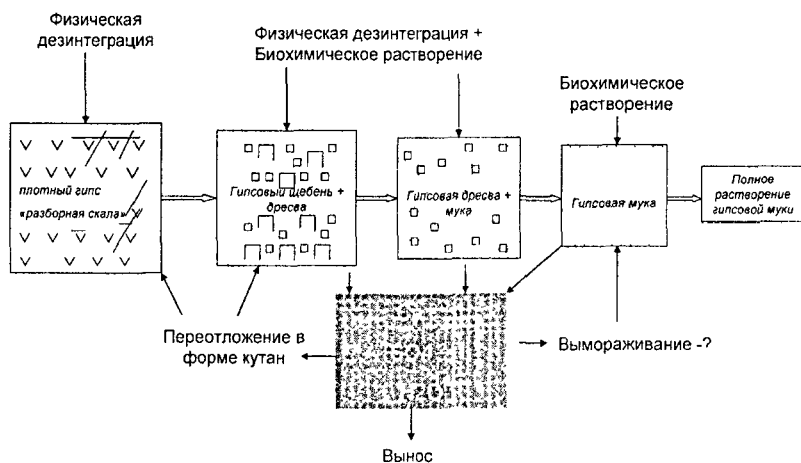 Физическая
дезинтеграция
Физическая дезинтеграция +
Биохимическое растворение
Биохимическое
растворение
плотный гипс
«разборная скала»
Гипсовый щебень +
дресва
Гипсовая дресва +
мука
Гипсовая мука
Полное
растворение
гипсовой муки
Переотложение в
форме кутан
Вымораживание -?
Вынос